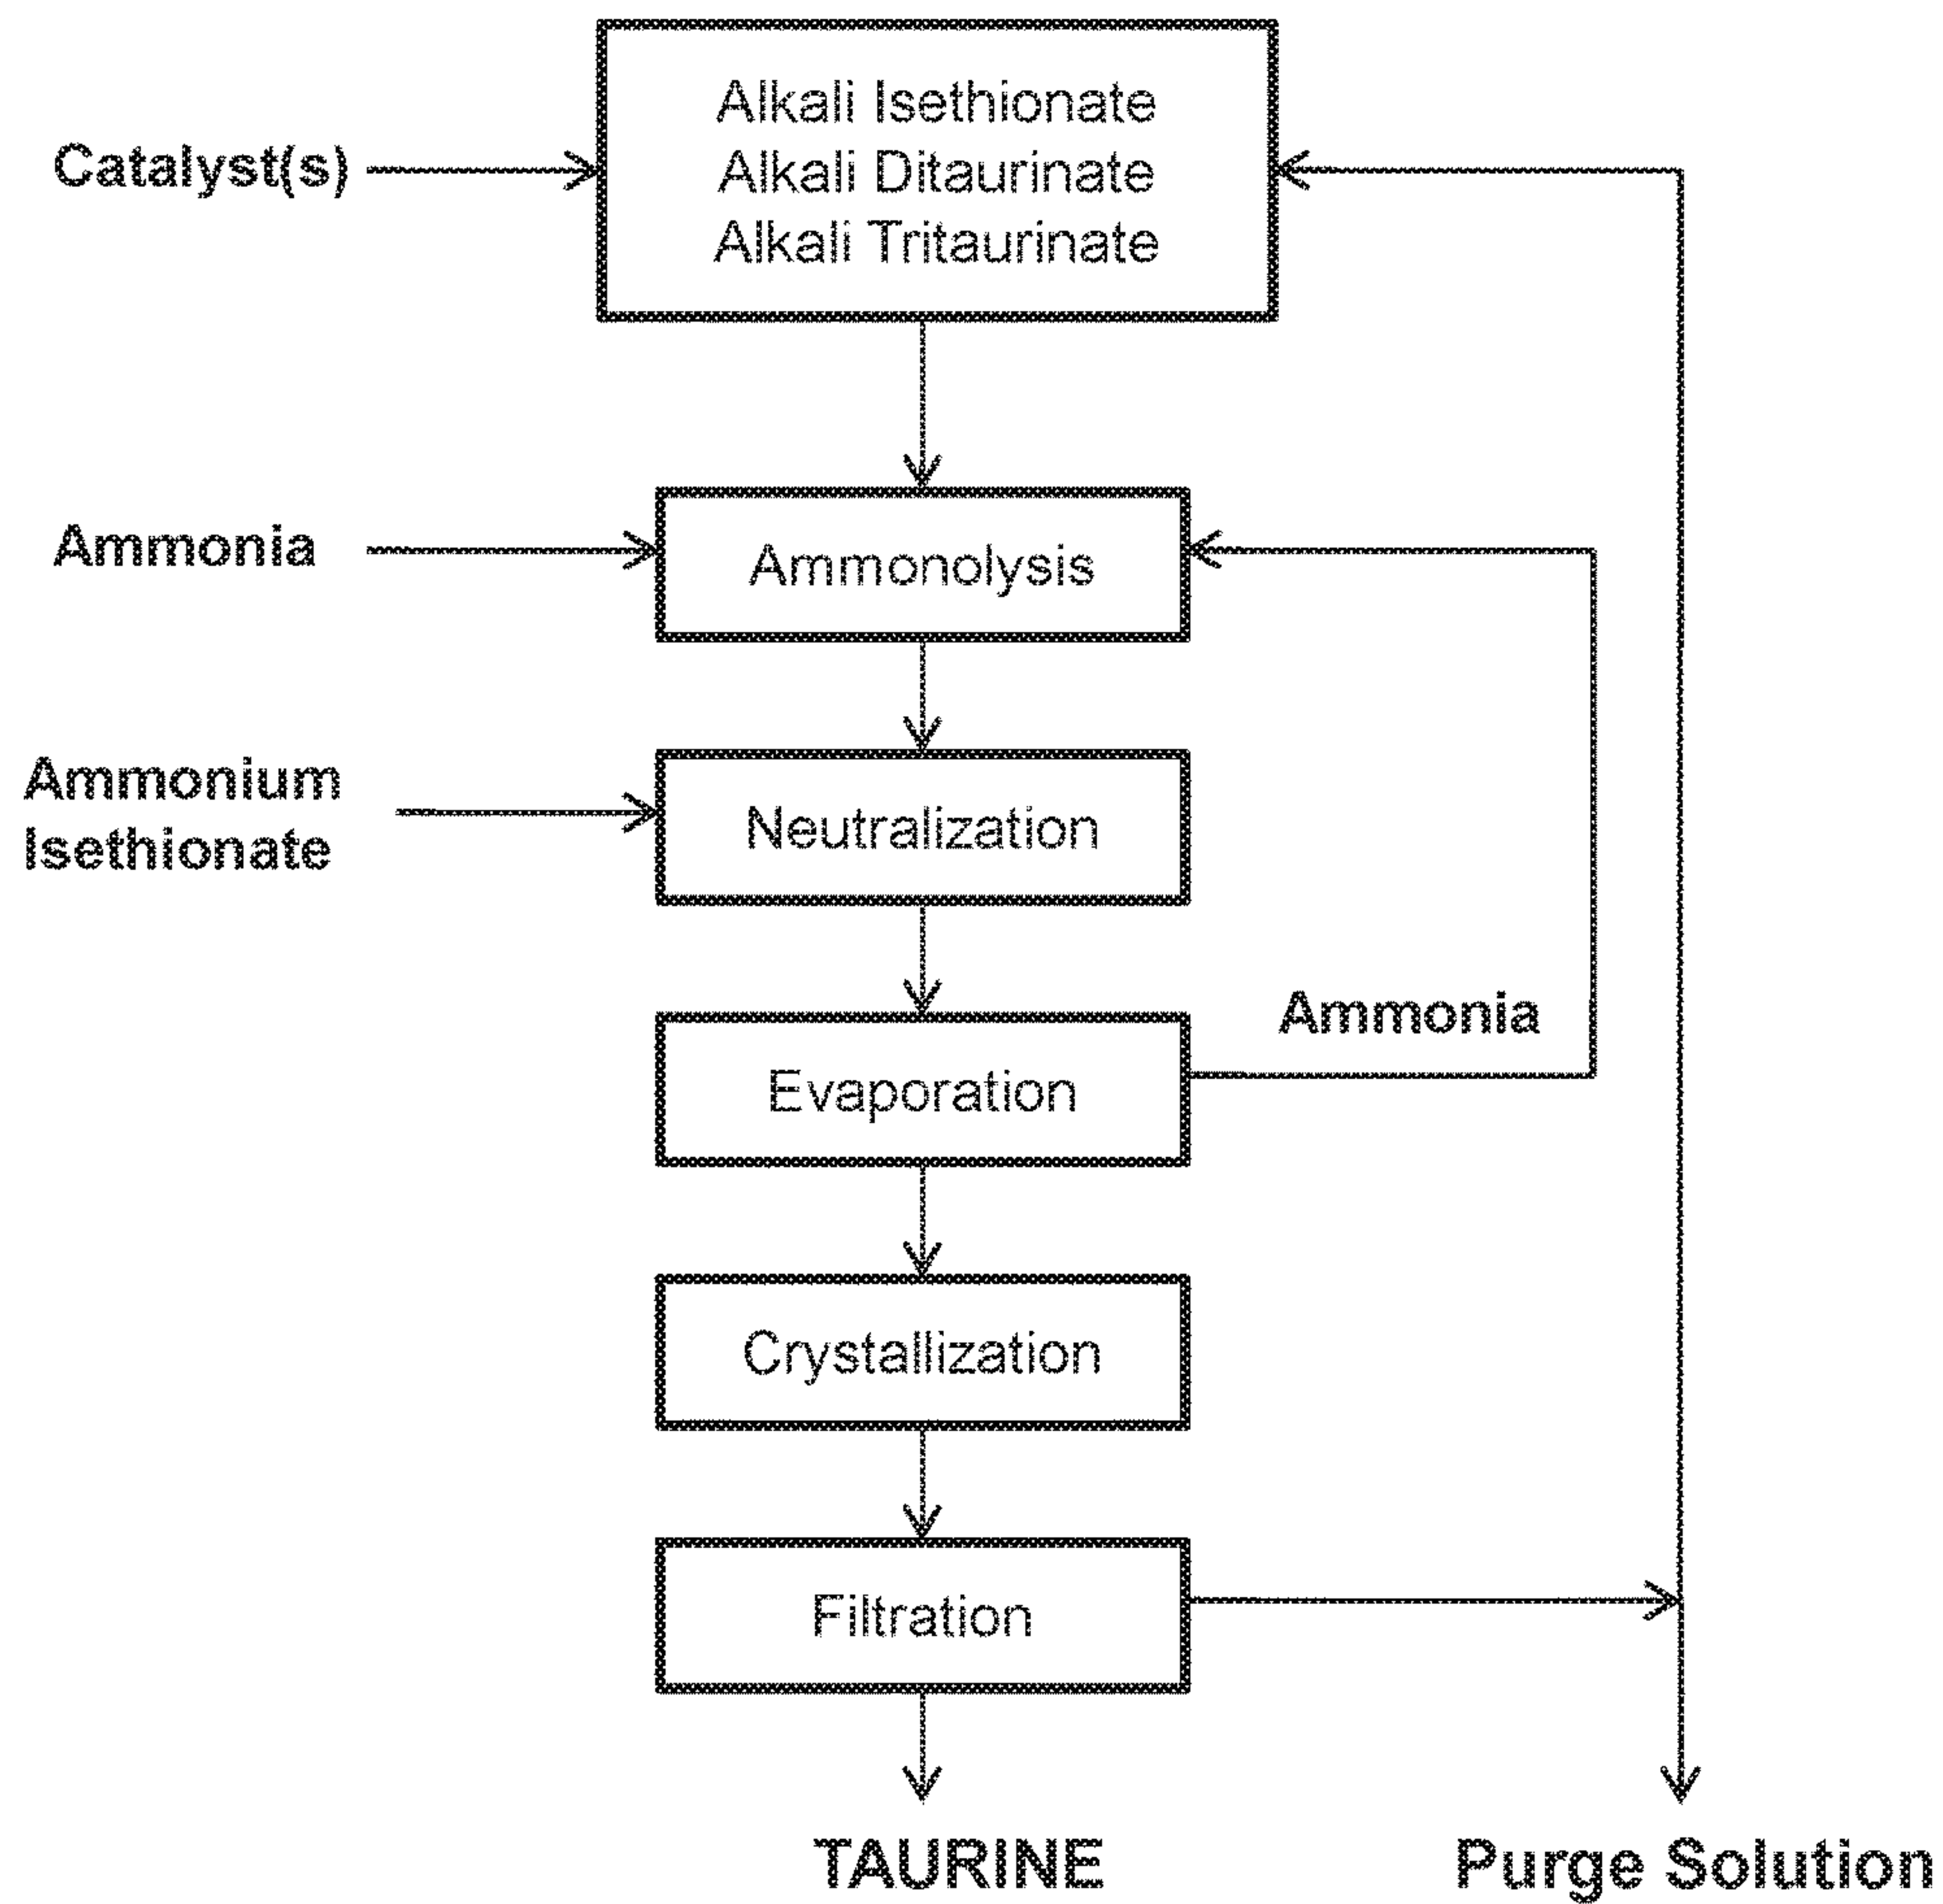 Alkali Isethionate
Alkali Ditaurinate
Alkali Tritaurinate
Catalyst(s)
Ammonia
Ammonolysis
Ammonium
Isethionate
Neutralization
Ammonia
Evaporation
Crystallization
Filtration
TAURINE
Purge Solution